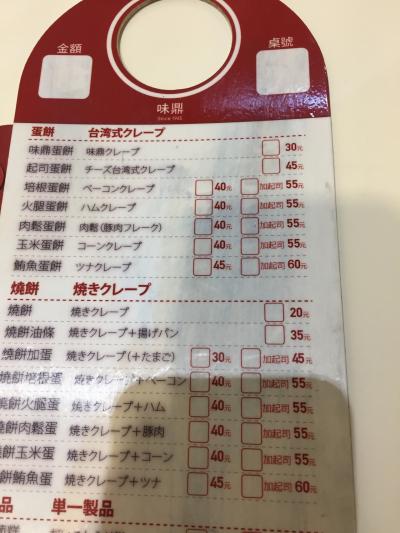 金額
桌號
味鼎
Since 1985
蛋餅 台湾式クレープ
味鼎蛋餅 味鼎クレープ 30元
起司蛋餅 チーズ台湾式クレープ 45元
培根蛋餅 ベーコンクレープ 40元 加起司 55元
火腿蛋餅 ハムクレープ 40元 加起司 55元
肉鬆蛋餅 肉鬆(豚肉フレーク) 40元 加起司 55元
玉米蛋餅 コーンクレープ 40元 加起司 55元
鮪魚蛋餅 ツナクレープ 45元 加起司 60元
燒餅 焼きクレープ
燒餅 焼きクレープ 20元
燒餅油條 焼きクレープ+揚げパン 35元
燒餅加蛋 焼きクレープ(+たまご) 30元 加起司 45元
燒餅培根蛋 焼きクレープ+ベーコン 40元 加起司 55元
燒餅火腿蛋 焼きクレープ+ハム 40元 加起司 55元
燒餅肉鬆蛋 焼きクレープ+豚肉 40元 加起司 55元
燒餅玉米蛋 焼きクレープ+コーン 40元 加起司 55元
燒餅鮪魚蛋 焼きクレープ+ツナ 45元 加起司 60元
品 単一製品